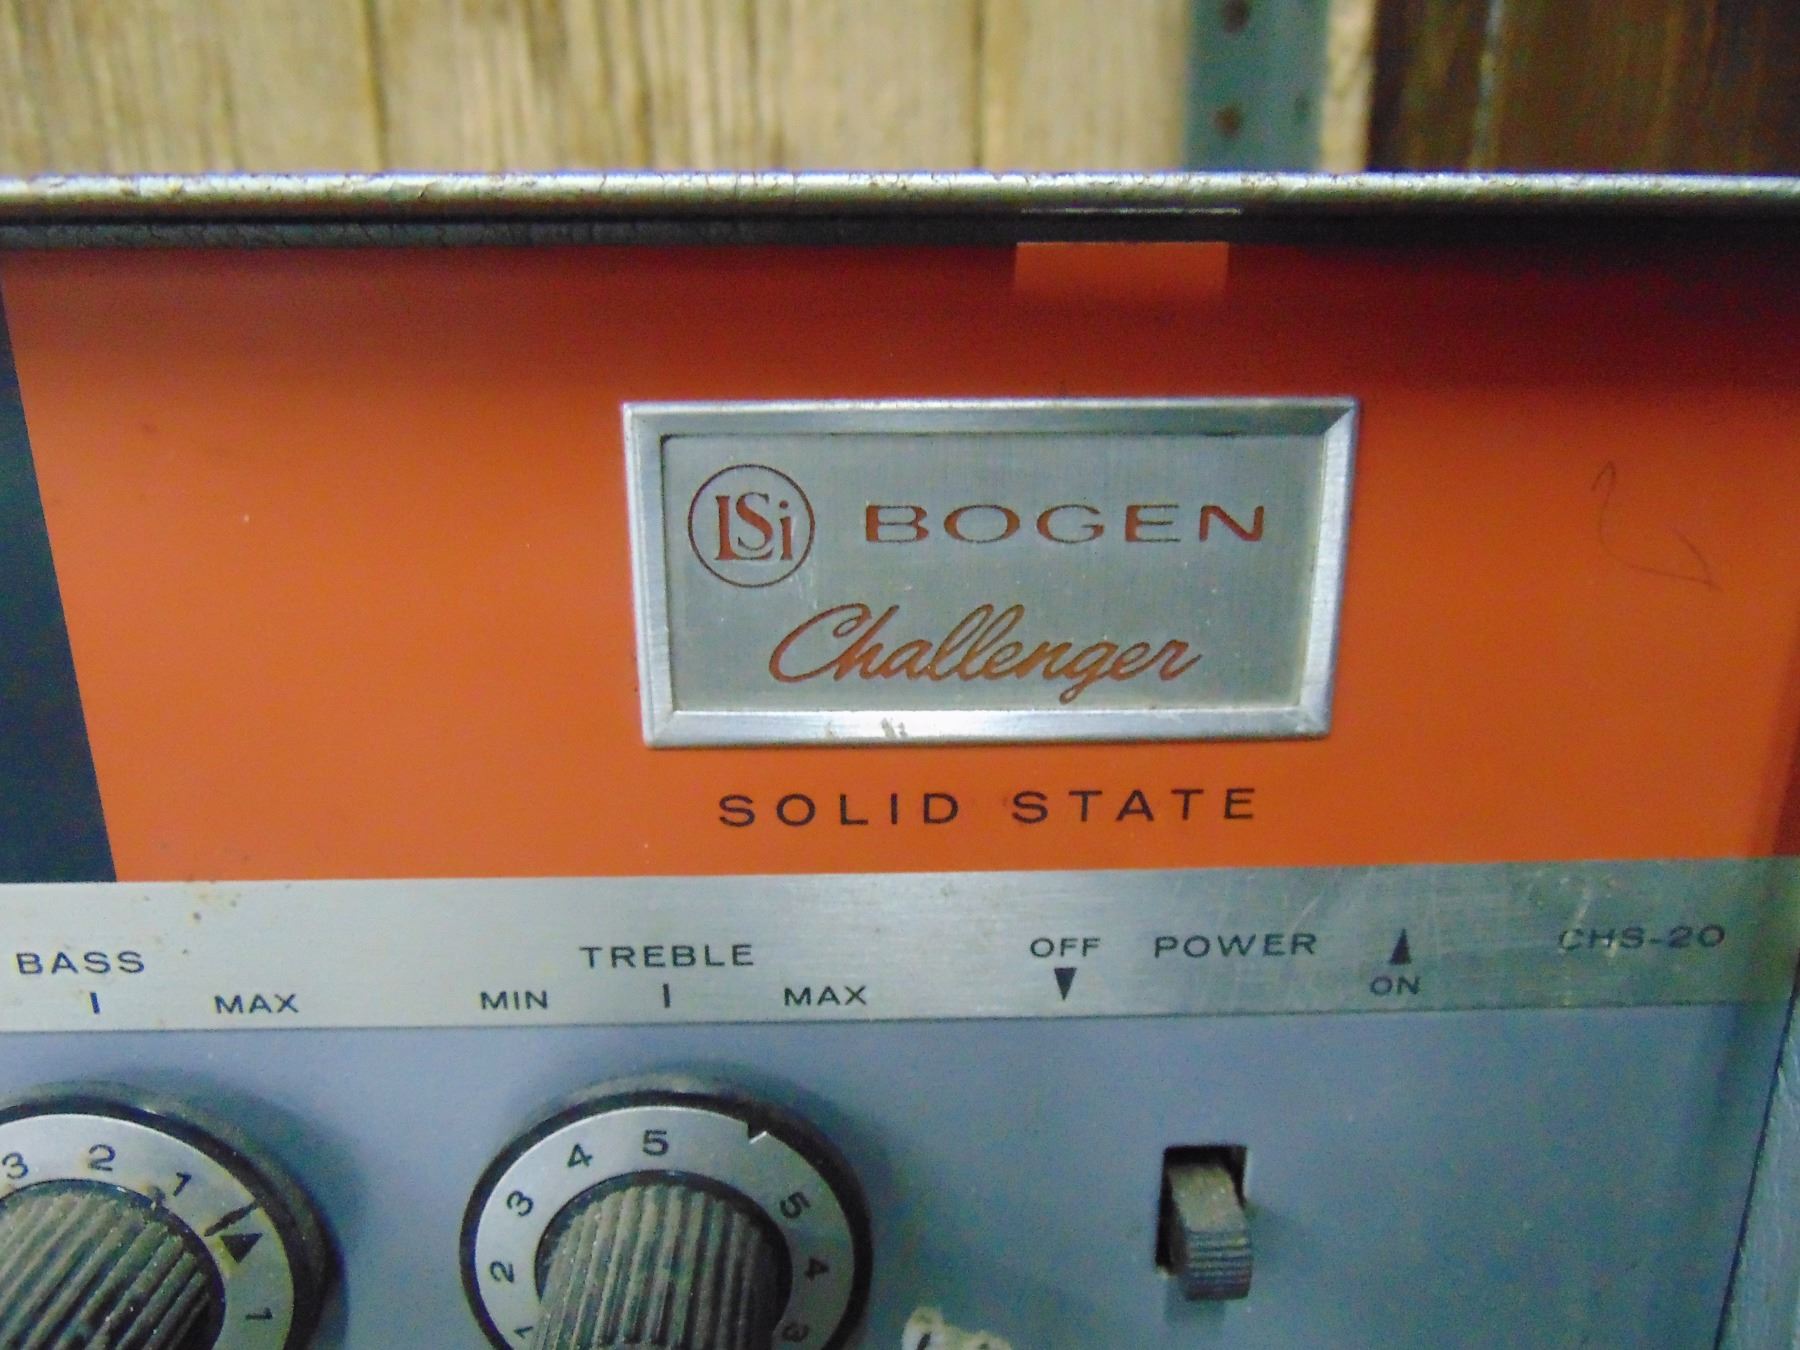 LSi BOGEN
Challenger
SOLID STATE
BASS
MAX
TREBLE
MIN MAX
OFF POWER
ON
CHS-20
3 2 1 1
1 2 3 4 5 5 4 3